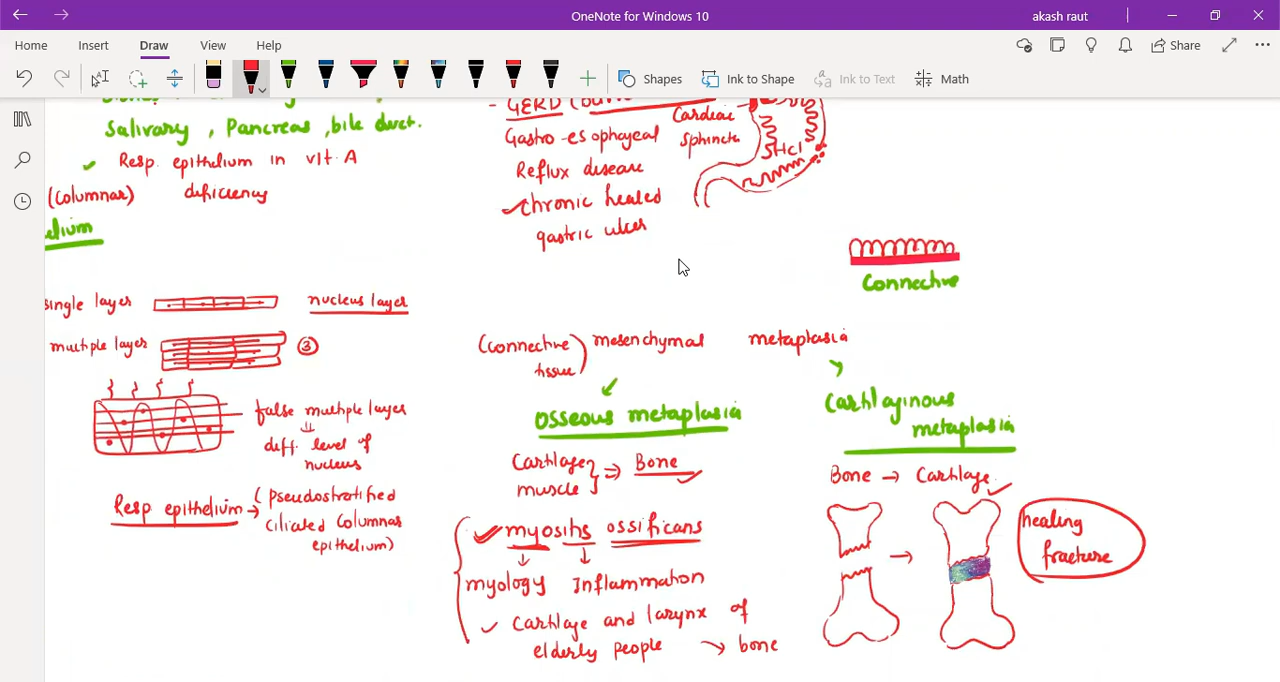 OneNote for Windows 10
akash raut
Home Insert Draw View Help
Share
Shapes Ink to Shape Ink to Text Math
Salivary , Pancreas , bile duct.
Resp. epithelium in vit. A
(columnar) deficiency
elium
single layer
nucleus layer
multiple layer
3
false multiple layer
diff. level of
nucleus
Resp epithelium → (pseudostratified
ciliated columnar
epithelium)
- GERD
Gastro-esophageal
Reflux disease
chronic healed
gastric ulcer
Cardiac
sphincte
HCl
Connective
(connective
tissue)
mesenchymal metaplasia
osseous metaplasia
Cartilage
muscle } ⇒ Bone
myositis ossificans
myology Inflammation
Cartilage and larynx of
elderly people → bone
Cartilaginous
metaplasia
Bone → Cartilage
healing
fracture